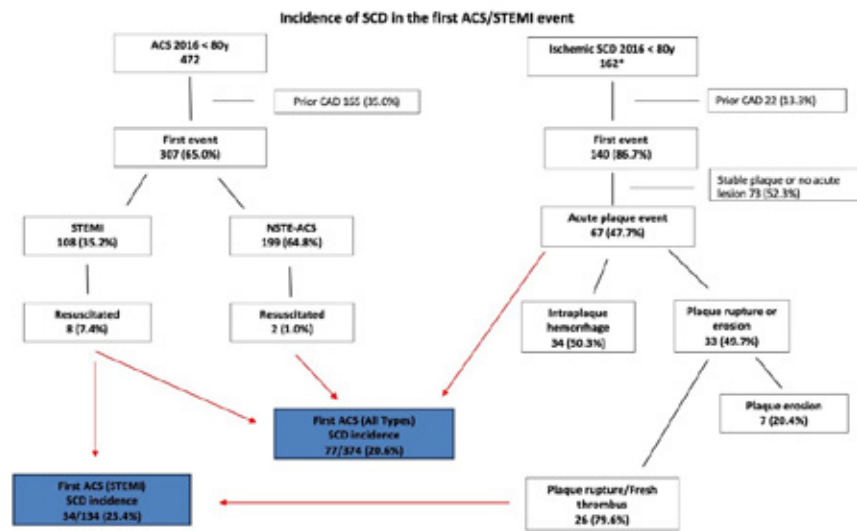 Incidence of SCD in the first ACS/STEMI event
ACS 2016 < 80y
472
Ischemic SCD 2016 < 80y
162*
Prior CAD 165 (35.0%)
Prior CAD 22 (13.3%)
First event
307 (65.0%)
First event
140 (86.7%)
Stable plaque or no acute
lesion 73 (52.3%)
STEMI
108 (35.2%)
NSTE-ACS
199 (64.8%)
Acute plaque event
67 (47.7%)
Resuscitated
8 (7.4%)
Resuscitated
2 (1.0%)
Intraplaque
hemorrhage
34 (50.3%)
Plaque rupture or
erosion
33 (49.7%)
First ACS (All Types)
SCD incidence
77/374 (20.6%)
Plaque erosion
7 (20.4%)
First ACS (STEMI)
SCD incidence
34/134 (25.4%)
Plaque rupture/Fresh
thrombus
26 (79.6%)